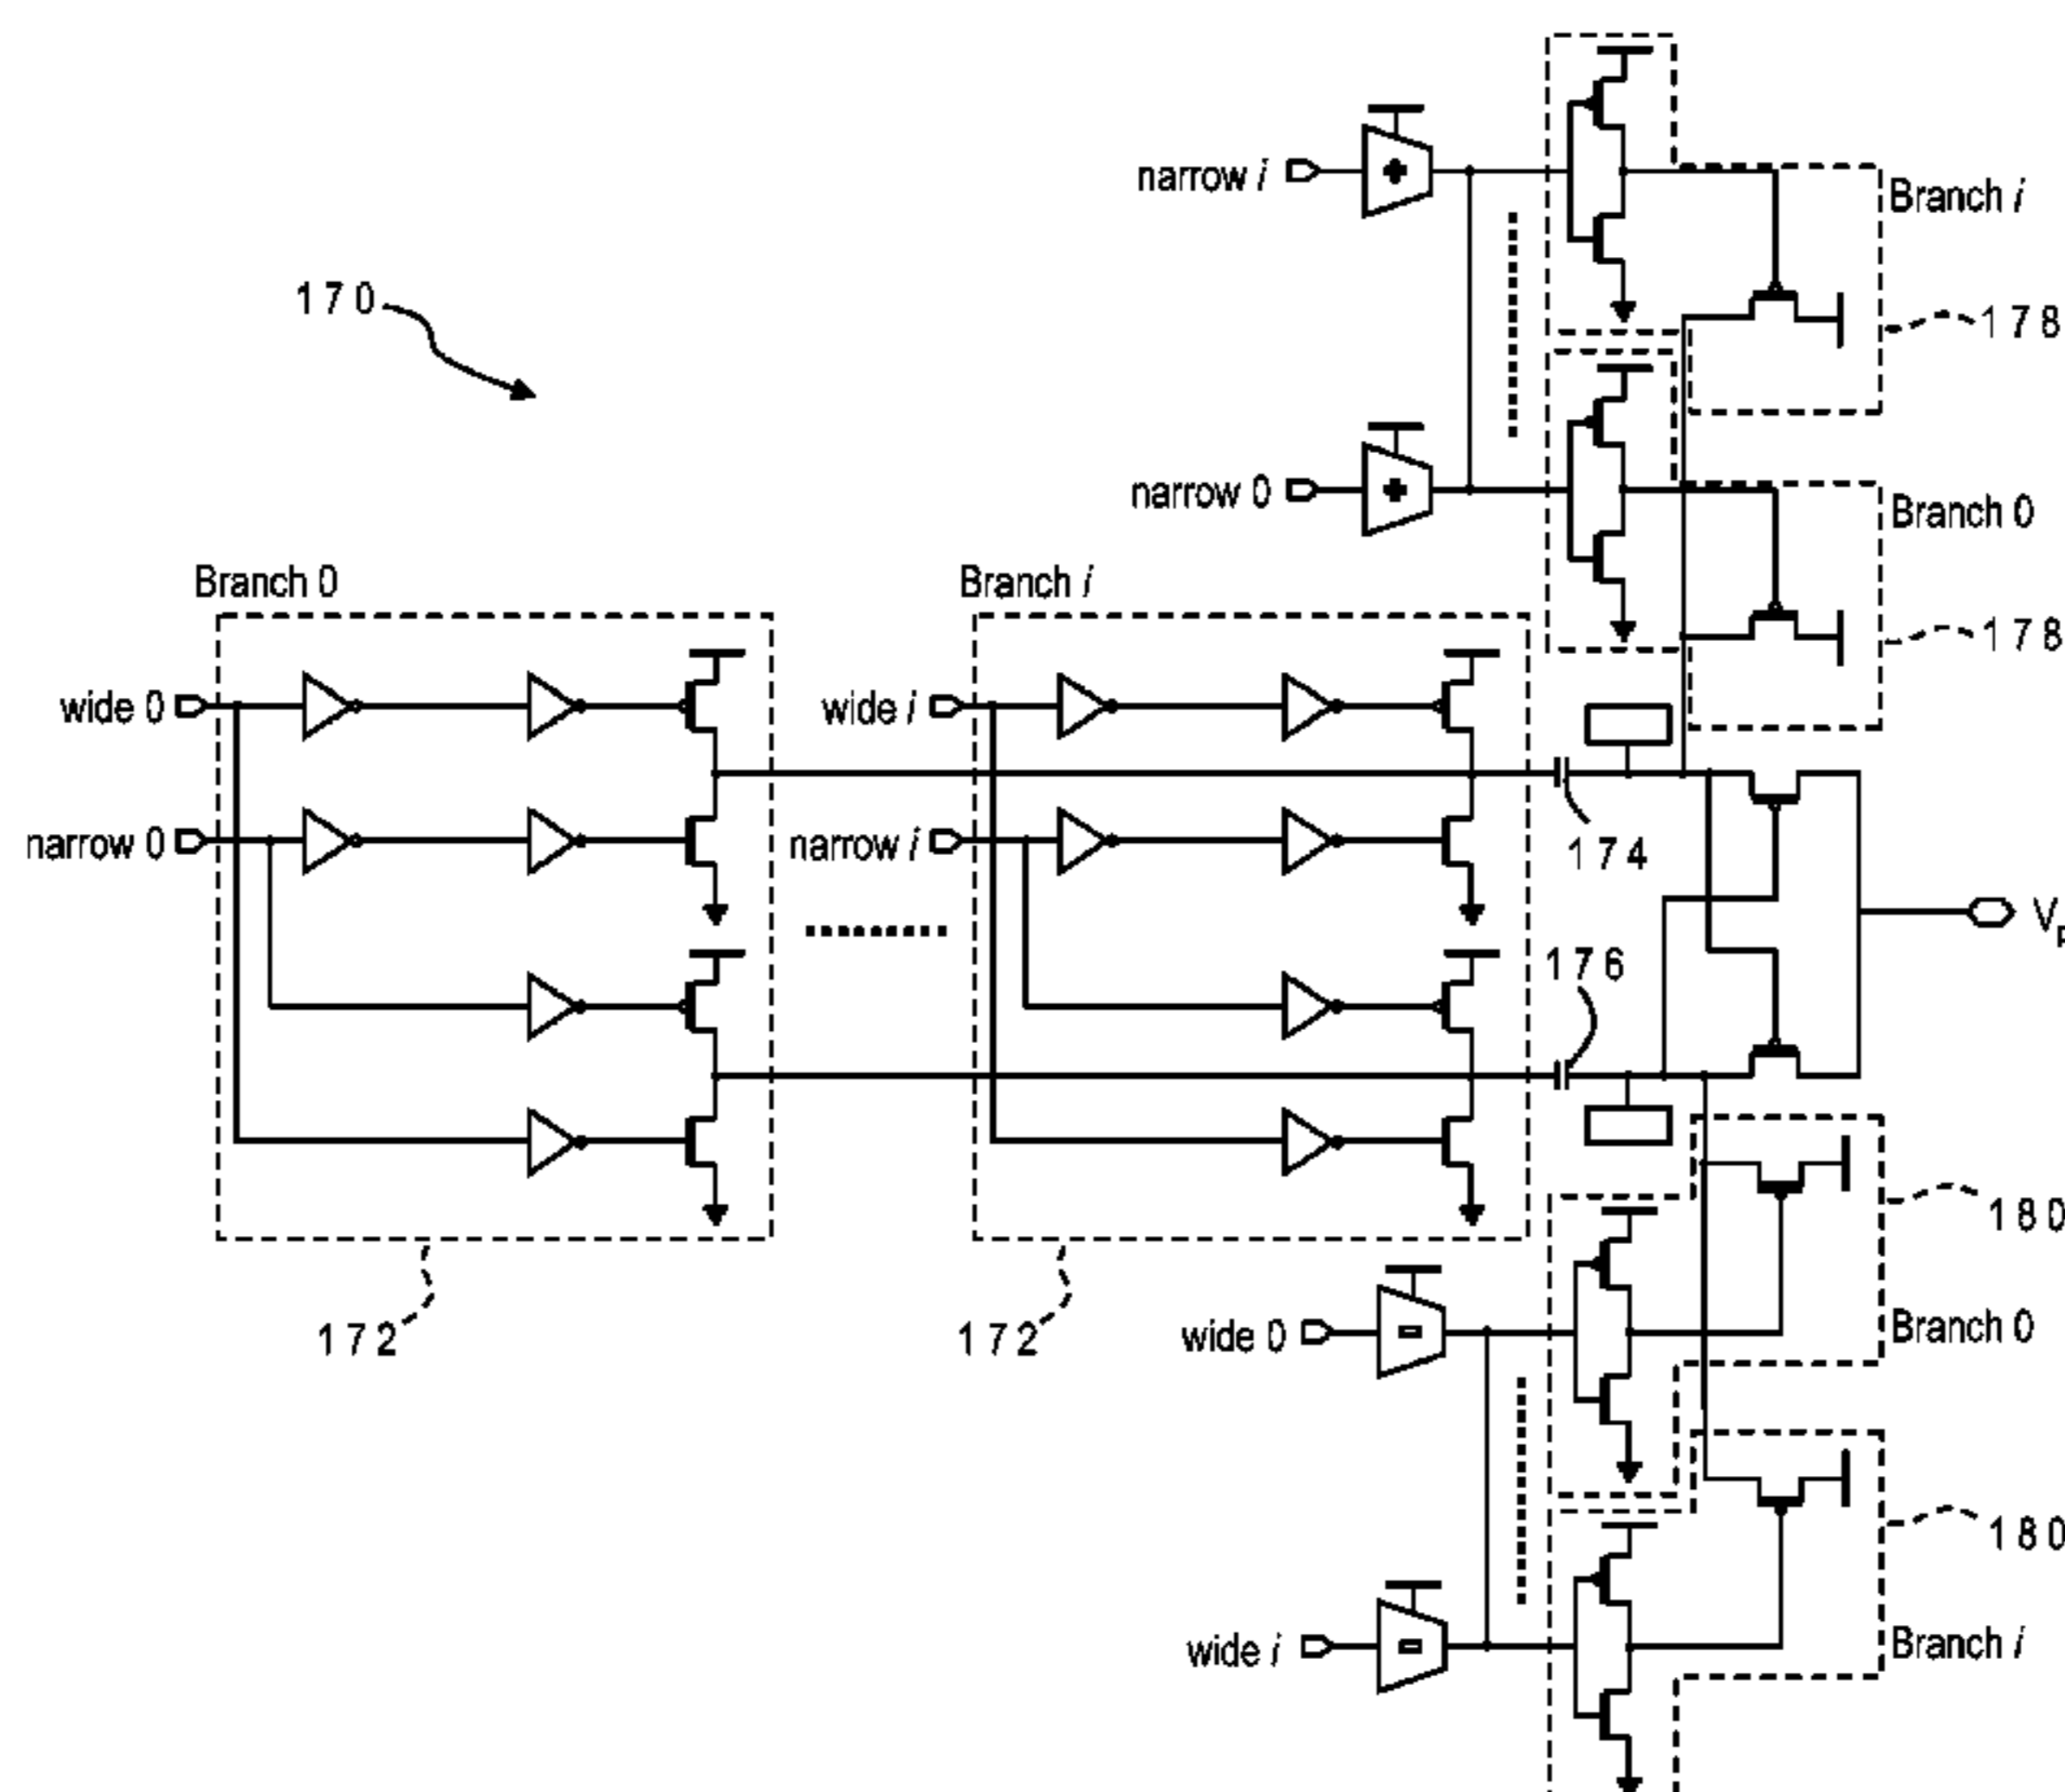 narrow i
Branch i
170
178
narrow 0
Branch 0
Branch 0
Branch i
178
wide 0
wide i
narrow 0
narrow i
174
Vp
176
180
172
172
wide 0
Branch 0
180
wide i
Branch i